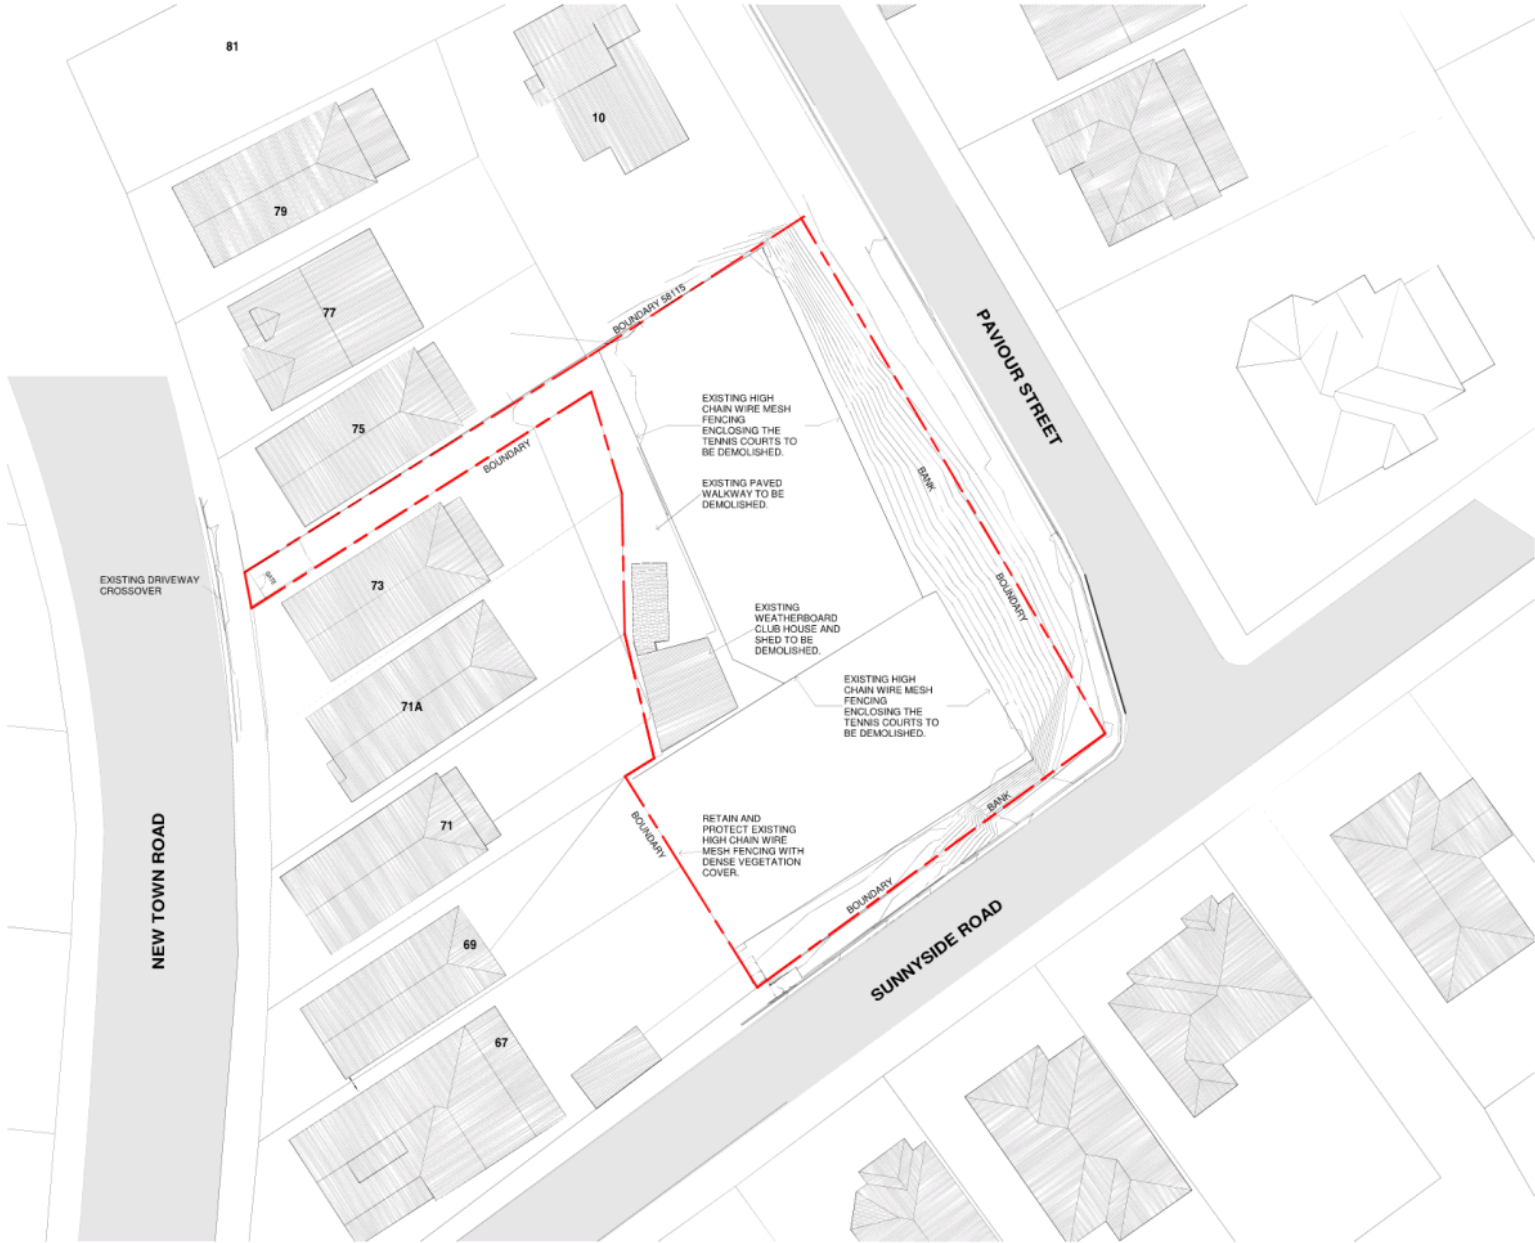 81
10
79
77
BOUNDARY 58115
PAVIOUR STREET
75
BOUNDARY
EXISTING HIGH
CHAIN WIRE MESH
FENCING
ENCLOSING THE
TENNIS COURTS TO
BE DEMOLISHED.
BANK
EXISTING PAVED
WALKWAY TO BE
DEMOLISHED.
EXISTING DRIVEWAY
CROSSOVER
GATE
73
BOUNDARY
EXISTING
WEATHERBOARD
CLUB HOUSE AND
SHED TO BE
DEMOLISHED.
71A
EXISTING HIGH
CHAIN WIRE MESH
FENCING
ENCLOSING THE
TENNIS COURTS TO
BE DEMOLISHED.
BANK
71
BOUNDARY
RETAIN AND
PROTECT EXISTING
HIGH CHAIN WIRE
MESH FENCING WITH
DENSE VEGETATION
COVER.
NEW TOWN ROAD
BOUNDARY
69
SUNNYSIDE ROAD
67